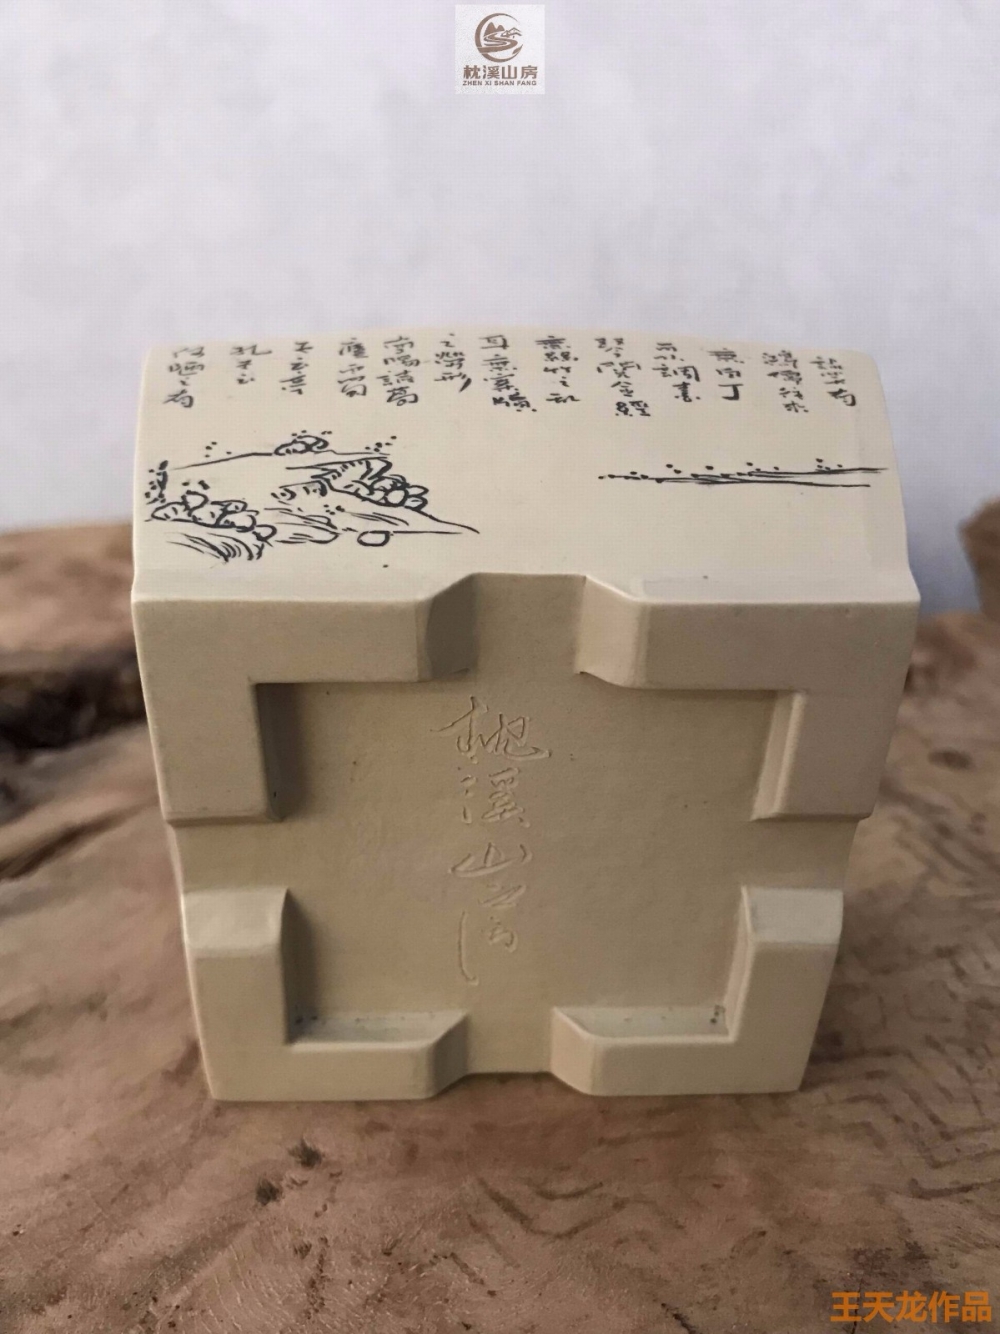 枕溪山房
ZHEN XI SHAN FANG
談笑有
鴻儒往来
無白丁
可以調素
琴閱金經
無絲竹之亂
耳無案牘
之勞形
南陽諸葛
廬西蜀
子雲亭
孔子云
何陋之有
枕溪山房
王天龙作品